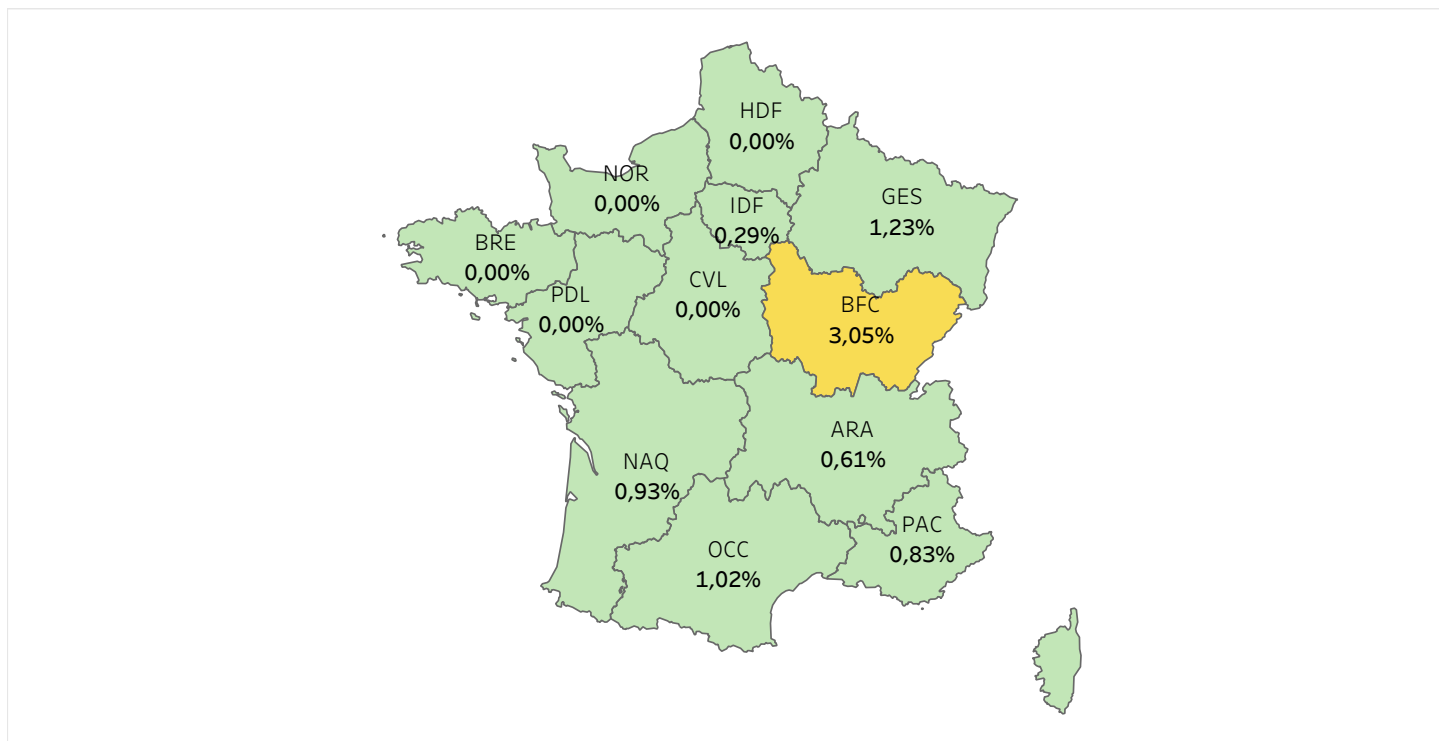 HDF
0,00%
NOR
0,00%
IDF
0,29%
GES
1,23%
BRE
0,00%
PDL
0,00%
CVL
0,00%
BFC
3,05%
ARA
0,61%
NAQ
0,93%
PAC
0,83%
OCC
1,02%